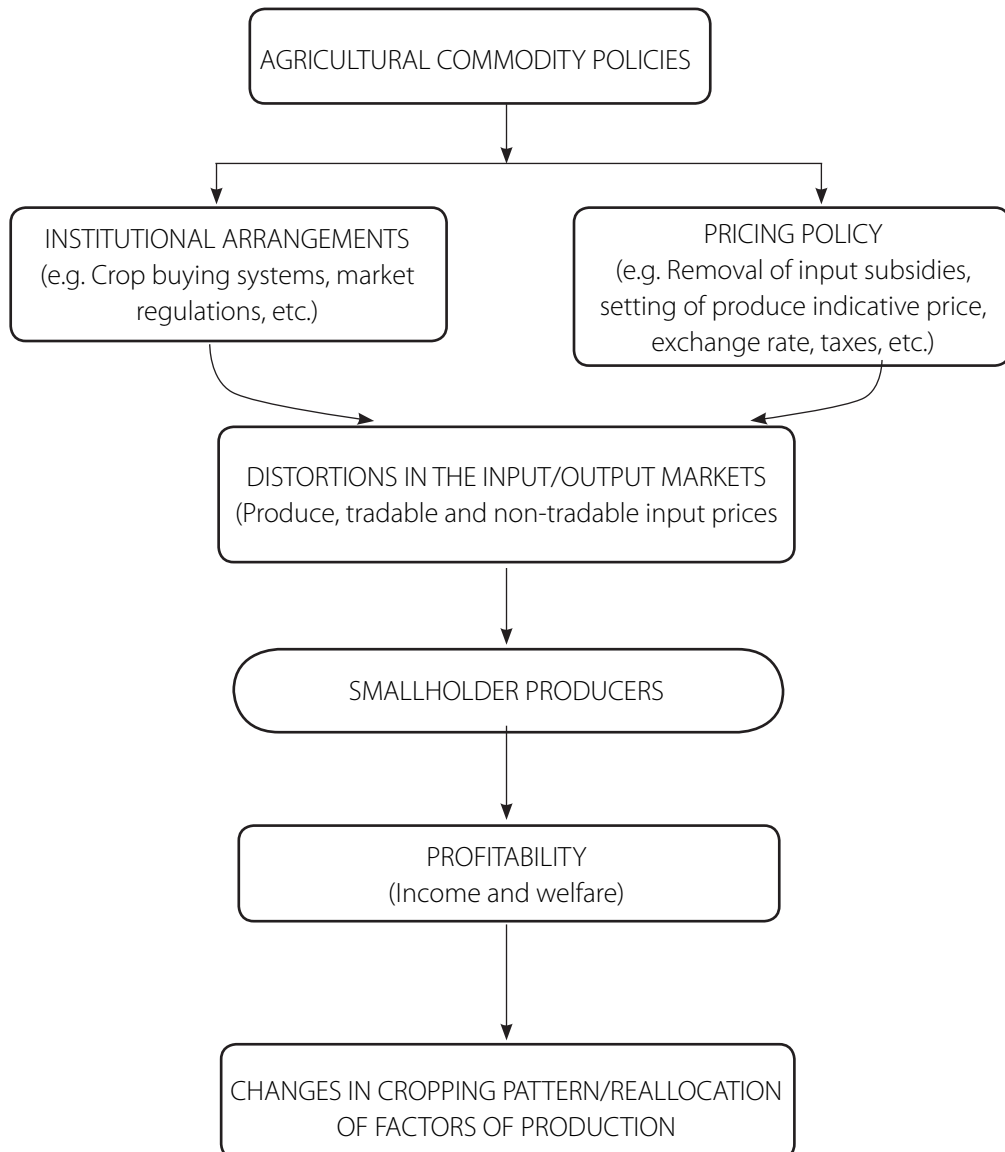 AGRICULTURAL COMMODITY POLICIES
INSTITUTIONAL ARRANGEMENTS
(e.g. Crop buying systems, market
regulations, etc.)
PRICING POLICY
(e.g. Removal of input subsidies,
setting of produce indicative price,
exchange rate, taxes, etc.)
DISTORTIONS IN THE INPUT/OUTPUT MARKETS
(Produce, tradable and non-tradable input prices
SMALLHOLDER PRODUCERS
PROFITABILITY
(Income and welfare)
CHANGES IN CROPPING PATTERN/REALLOCATION
OF FACTORS OF PRODUCTION